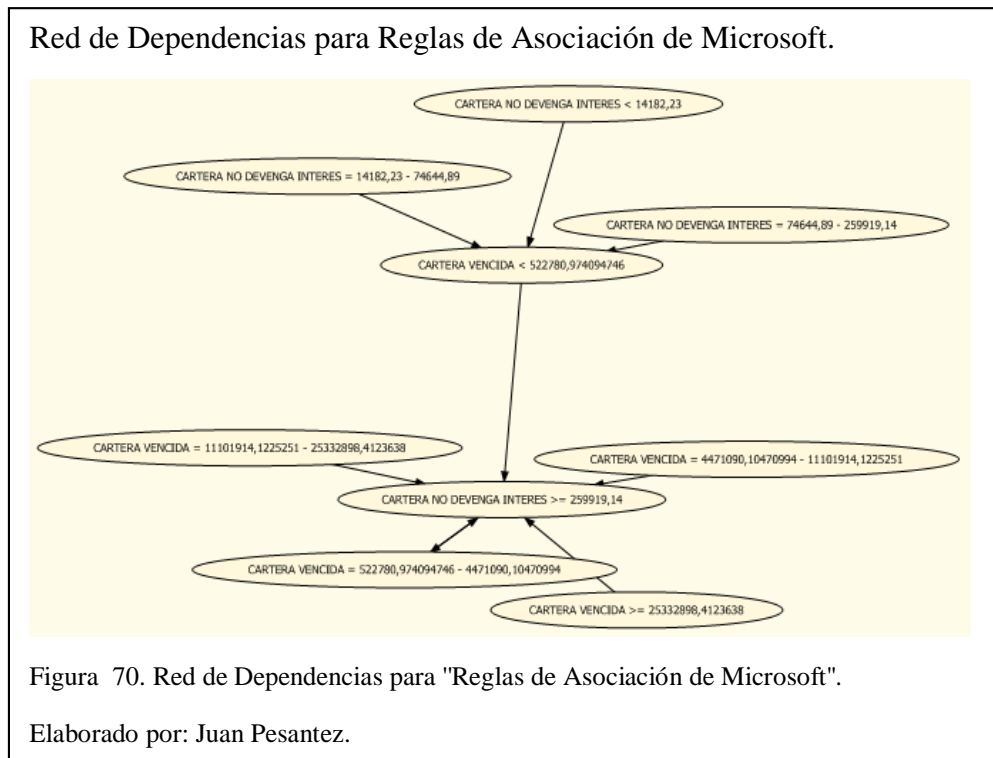 Red de Dependencias para Reglas de Asociación de Microsoft.
CARTERA NO DEVENGA INTERES < 14182,23
CARTERA NO DEVENGA INTERES = 14182,23 - 74644,89
CARTERA NO DEVENGA INTERES = 74644,89 - 259919,14
CARTERA VENCIDA < 522780,974094746
CARTERA VENCIDA = 11101914,1225251 - 25332898,4123638
CARTERA VENCIDA = 4471090,10470994 - 11101914,1225251
CARTERA NO DEVENGA INTERES >= 259919,14
CARTERA VENCIDA = 522780,974094746 - 4471090,10470994
CARTERA VENCIDA >= 25332898,4123638
Figura  70. Red de Dependencias para "Reglas de Asociación de Microsoft".
Elaborado por: Juan Pesantez.